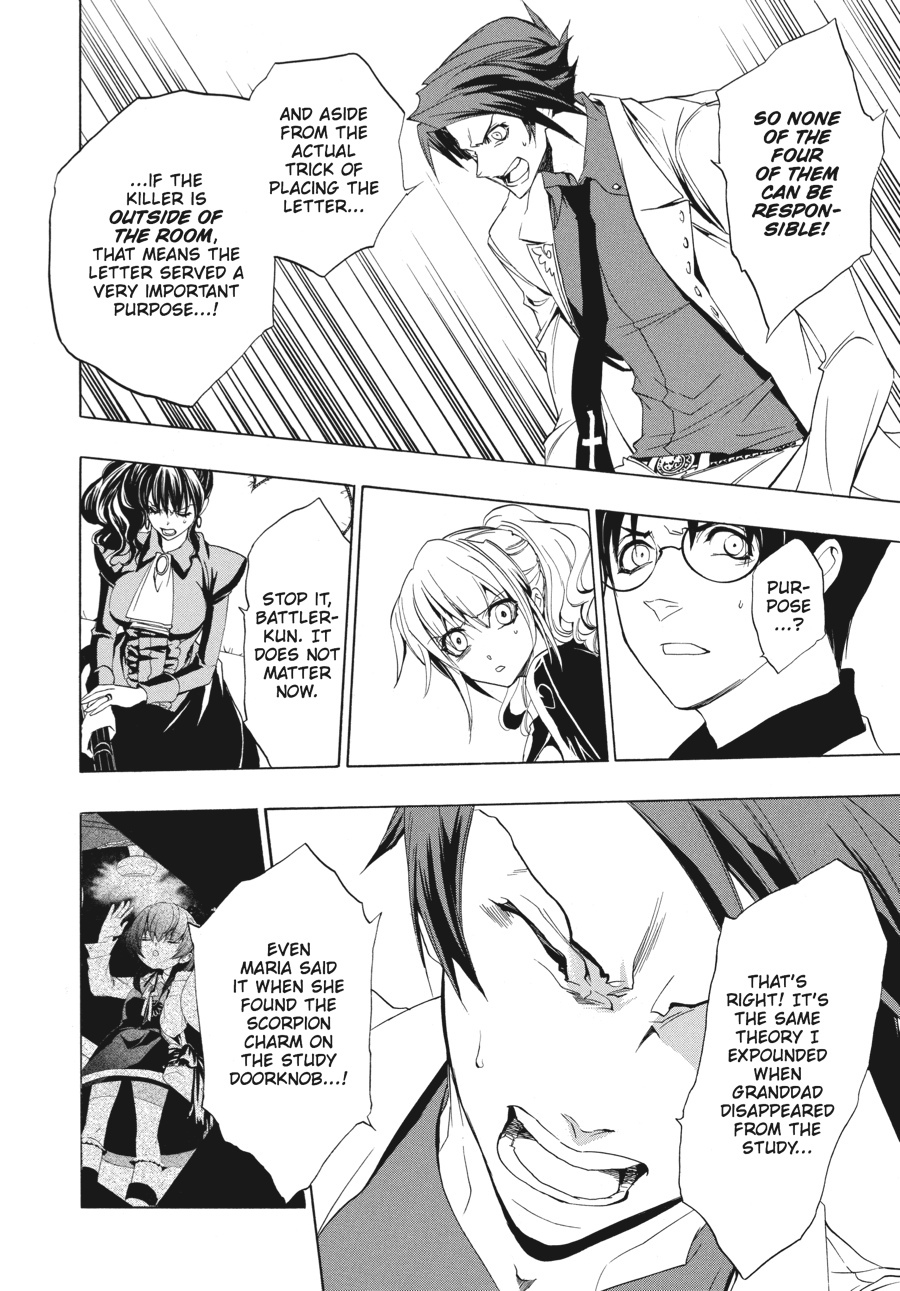 SO NONE
OF THE
FOUR
OF THEM
CAN BE
RESPON-
SIBLE!
AND ASIDE
FROM THE
ACTUAL
TRICK OF
PLACING THE
LETTER...
...IF THE
KILLER IS
OUTSIDE OF
THE ROOM,
THAT MEANS THE
LETTER SERVED A
VERY IMPORTANT
PURPOSE...!
PUR-
POSE
...?
STOP IT,
BATTLER-
KUN. IT
DOES NOT
MATTER
NOW.
THAT'S
RIGHT! IT'S
THE SAME
THEORY I
EXPOUNDED
WHEN
GRANDDAD
DISAPPEARED
FROM THE
STUDY...
EVEN
MARIA SAID
IT WHEN SHE
FOUND THE
SCORPION
CHARM ON
THE STUDY
DOORKNOB...!